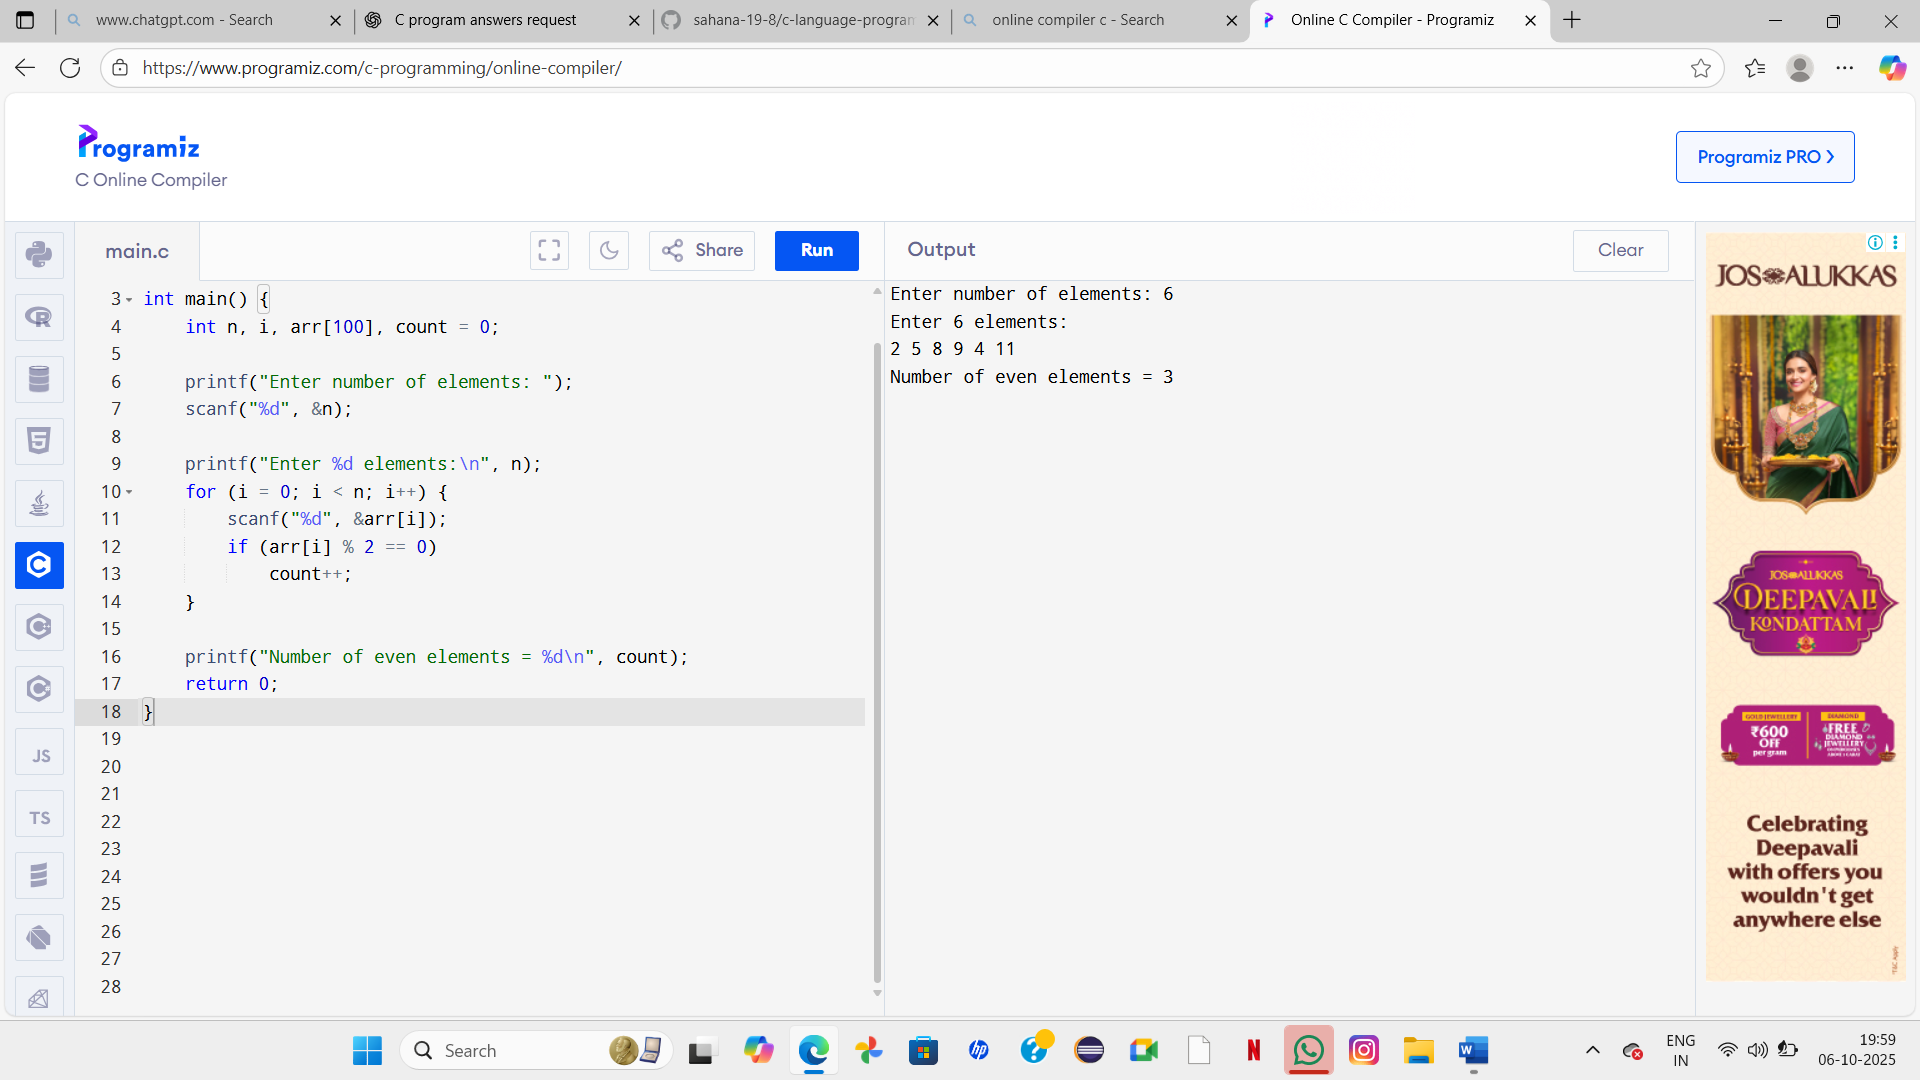 www.chatgpt.com - Search
C program answers request
sahana-19-8/c-language-program
online compiler c - Search
Online C Compiler - Programiz
https://www.programiz.com/c-programming/online-compiler/
Programiz
C Online Compiler
Programiz PRO
main.c
Share
Run
Output
Clear
3 int main() {
4 int n, i, arr[100], count = 0;
5
6 printf("Enter number of elements: ");
7 scanf("%d", &n);
8
9 printf("Enter %d elements:\n", n);
10 for (i = 0; i < n; i++) {
11 scanf("%d", &arr[i]);
12 if (arr[i] % 2 == 0)
13 count++;
14 }
15
16 printf("Number of even elements = %d\n", count);
17 return 0;
18 }
19
20
21
22
23
24
25
26
27
28
JS
TS
Enter number of elements: 6
Enter 6 elements:
2 5 8 9 4 11
Number of even elements = 3
JOS ALUKKAS
JOS ALUKKAS
DEEPAVALI
KONDATTAM
GOLD JEWELLERY
₹600
OFF
per gram
DIAMOND
FREE
DIAMOND
JEWELLERY
Celebrating
Deepavali
with offers you
wouldn't get
anywhere else
Search
ENG
IN
19:59
06-10-2025